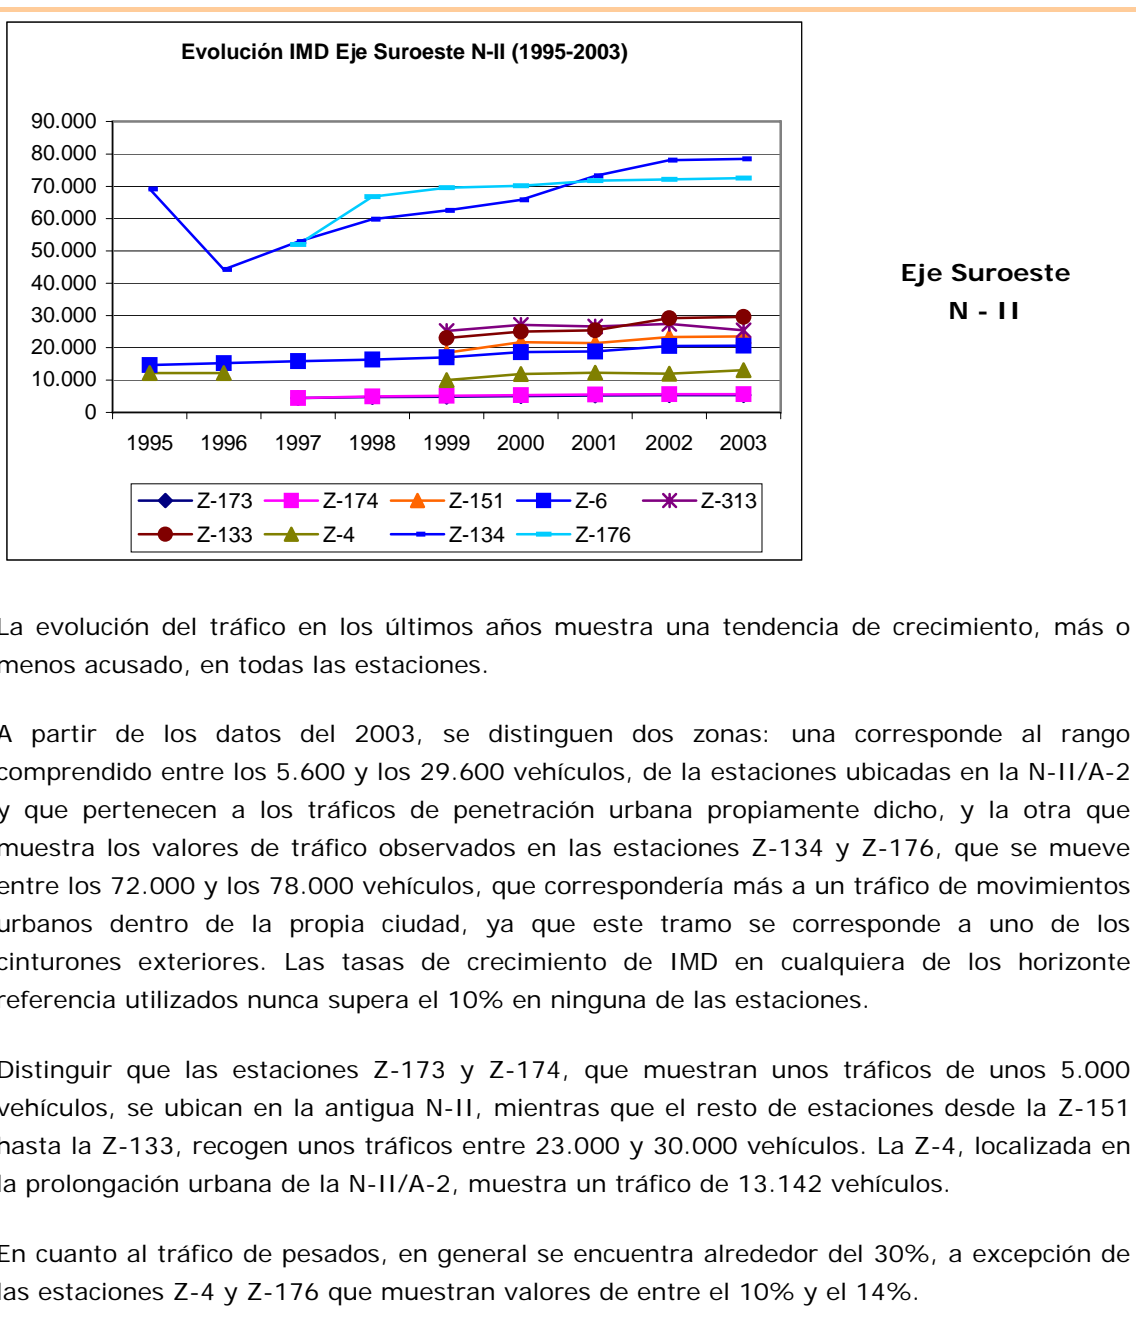 Evolución IMD Eje Suroeste N-II (1995-2003)
90.000
80.000
70.000
60.000
50.000
40.000
30.000
20.000
10.000
0
1995 1996 1997 1998 1999 2000 2001 2002 2003
Z-173 Z-174 Z-151 Z-6 Z-313
Z-133 Z-4 Z-134 Z-176
Eje Suroeste
N - II
La evolución del tráfico en los últimos años muestra una tendencia de crecimiento, más o
menos acusado, en todas las estaciones.
A partir de los datos del 2003, se distinguen dos zonas: una corresponde al rango
comprendido entre los 5.600 y los 29.600 vehículos, de la estaciones ubicadas en la N-II/A-2
y que pertenecen a los tráficos de penetración urbana propiamente dicho, y la otra que
muestra los valores de tráfico observados en las estaciones Z-134 y Z-176, que se mueve
entre los 72.000 y los 78.000 vehículos, que correspondería más a un tráfico de movimientos
urbanos dentro de la propia ciudad, ya que este tramo se corresponde a uno de los
cinturones exteriores. Las tasas de crecimiento de IMD en cualquiera de los horizonte
referencia utilizados nunca supera el 10% en ninguna de las estaciones.
Distinguir que las estaciones Z-173 y Z-174, que muestran unos tráficos de unos 5.000
vehículos, se ubican en la antigua N-II, mientras que el resto de estaciones desde la Z-151
hasta la Z-133, recogen unos tráficos entre 23.000 y 30.000 vehículos. La Z-4, localizada en
la prolongación urbana de la N-II/A-2, muestra un tráfico de 13.142 vehículos.
En cuanto al tráfico de pesados, en general se encuentra alrededor del 30%, a excepción de
las estaciones Z-4 y Z-176 que muestran valores de entre el 10% y el 14%.